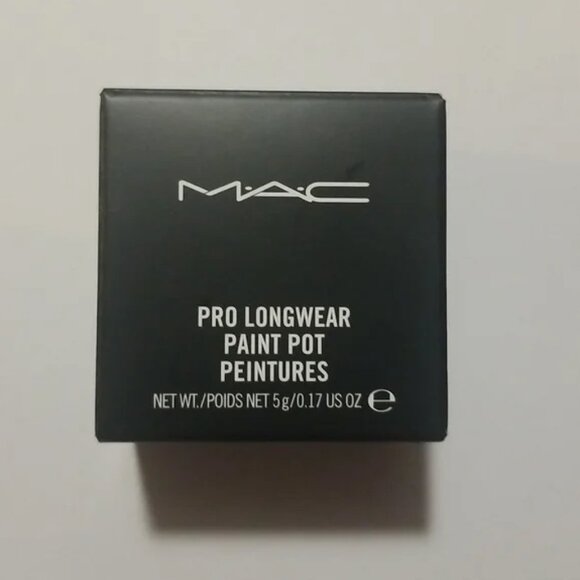 M·A·C
PRO LONGWEAR
PAINT POT
PEINTURES
NET WT./POIDS NET 5g/0.17 US OZ ℮